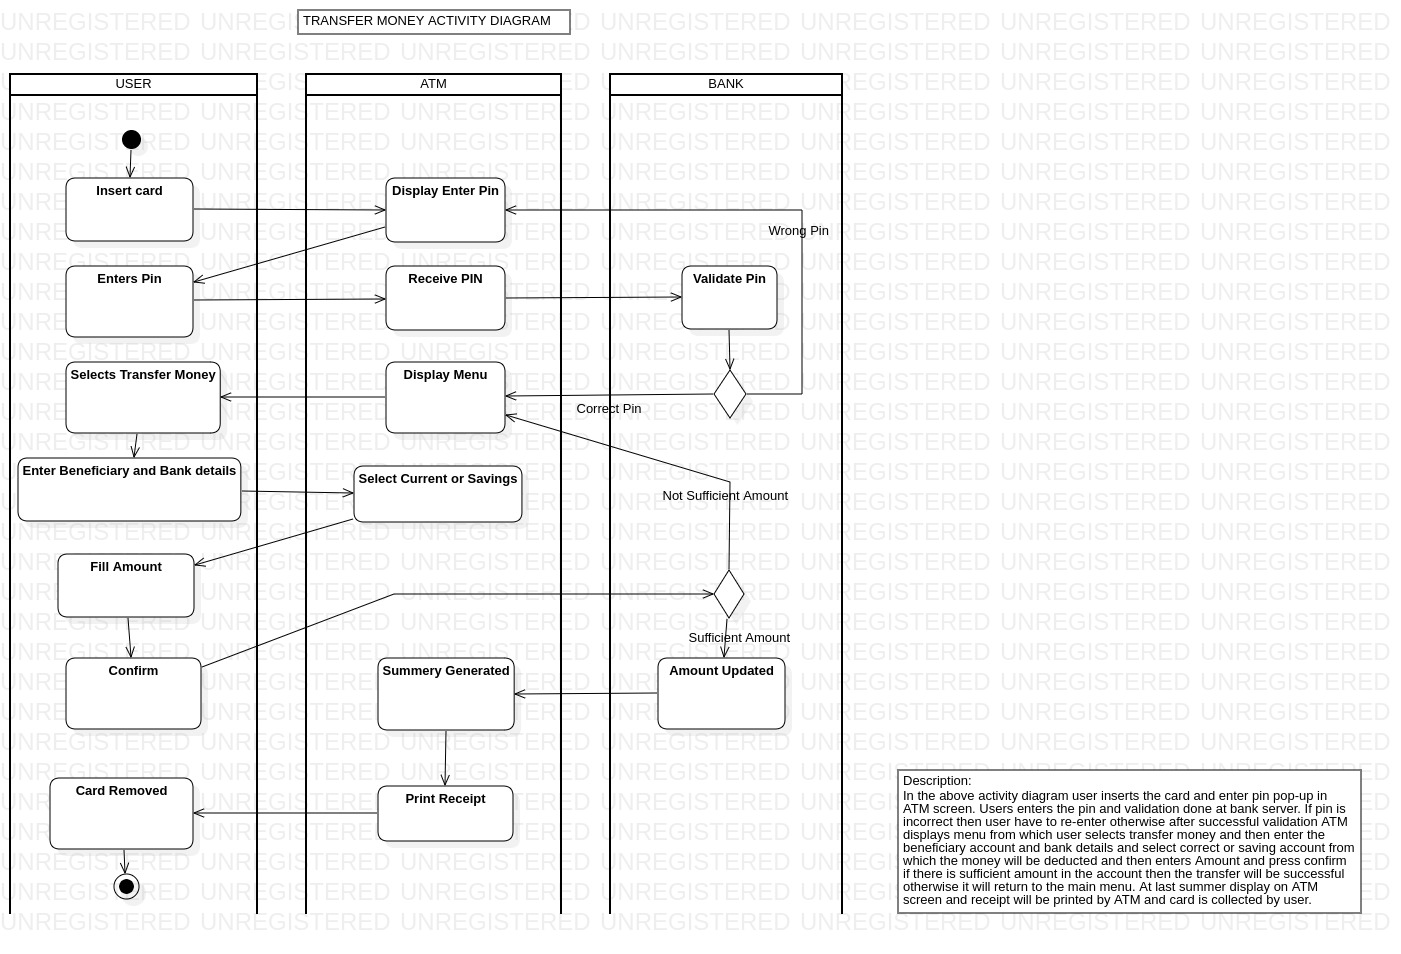 TRANSFER MONEY ACTIVITY DIAGRAM
USER
ATM
BANK
Insert card
Display Enter Pin
Wrong Pin
Enters Pin
Receive PIN
Validate Pin
Selects Transfer Money
Display Menu
Correct Pin
Enter Beneficiary and Bank details
Select Current or Savings
Not Sufficient Amount
Fill Amount
Sufficient Amount
Confirm
Summery Generated
Amount Updated
Card Removed
Print Receipt
Description:
In the above activity diagram user inserts the card and enter pin pop-up in
ATM screen. Users enters the pin and validation done at bank server. If pin is
incorrect then user have to re-enter otherwise after successful validation ATM
displays menu from which user selects transfer money and then enter the
beneficiary account and bank details and select correct or saving account from
which the money will be deducted and then enters Amount and press confirm
if there is sufficient amount in the account then the transfer will be successful
otherwise it will return to the main menu. At last summer display on ATM
screen and receipt will be printed by ATM and card is collected by user.
UNREGISTERED